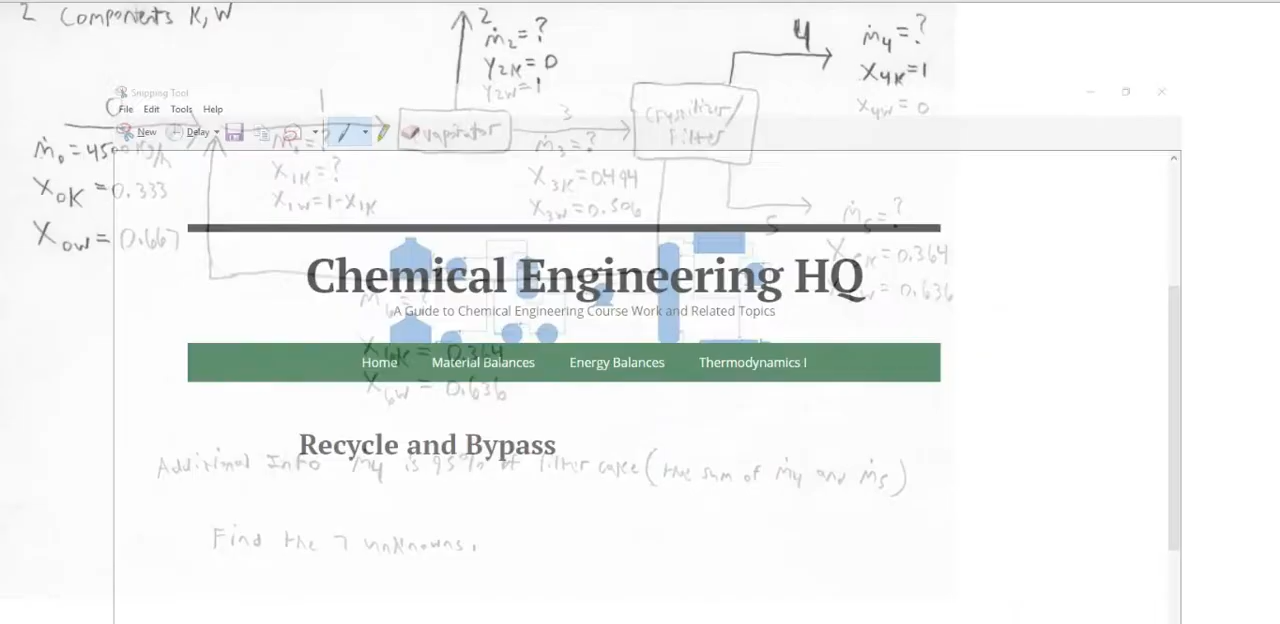 2 Components K, W
2
ṁ2 = ?
Y2K = 0
Y2W = 1
4
ṁ4 = ?
X4K = 1
X4W = 0
Snipping Tool
File Edit Tools Help
New Delay
1
3
Crystilizer/
Filter
ṁ0 = 4500 kg/h
X0K = 0.333
X0W = 0.667
X1K = ?
X1W = 1 - X1K
ṁ3 = ?
X3K = 0.494
X3W = 0.506
5
ṁ5 = ?
= 0.364
= 0.636
Chemical Engineering HQ
A Guide to Chemical Engineering Course Work and Related Topics
Home Material Balances Energy Balances Thermodynamics I
X6K = 0.364
X6W = 0.636
Recycle and Bypass
Additional Info ṁ4 is 95% of filter cake (the sum of ṁ4 and ṁ5)
Find the 7 unknowns.